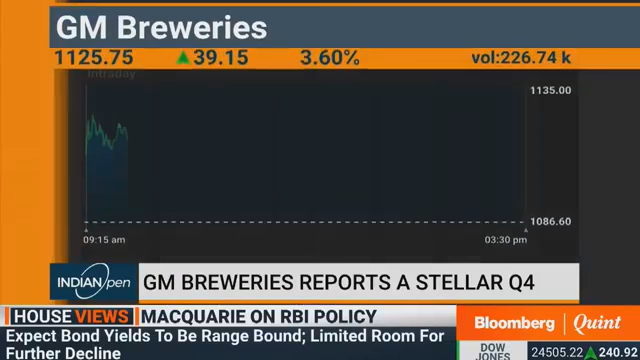 GM Breweries
1125.75 ▲39.15 3.60% vol:226.74 k
Intraday
1135.00
1086.60
09:15 am 03:30 pm
INDIAN Open GM BREWERIES REPORTS A STELLAR Q4
HOUSE VIEWS MACQUARIE ON RBI POLICY
Expect Bond Yields To Be Range Bound; Limited Room For
Further Decline
Bloomberg Quint
DOW
JONES
24505.22 ▲240.92